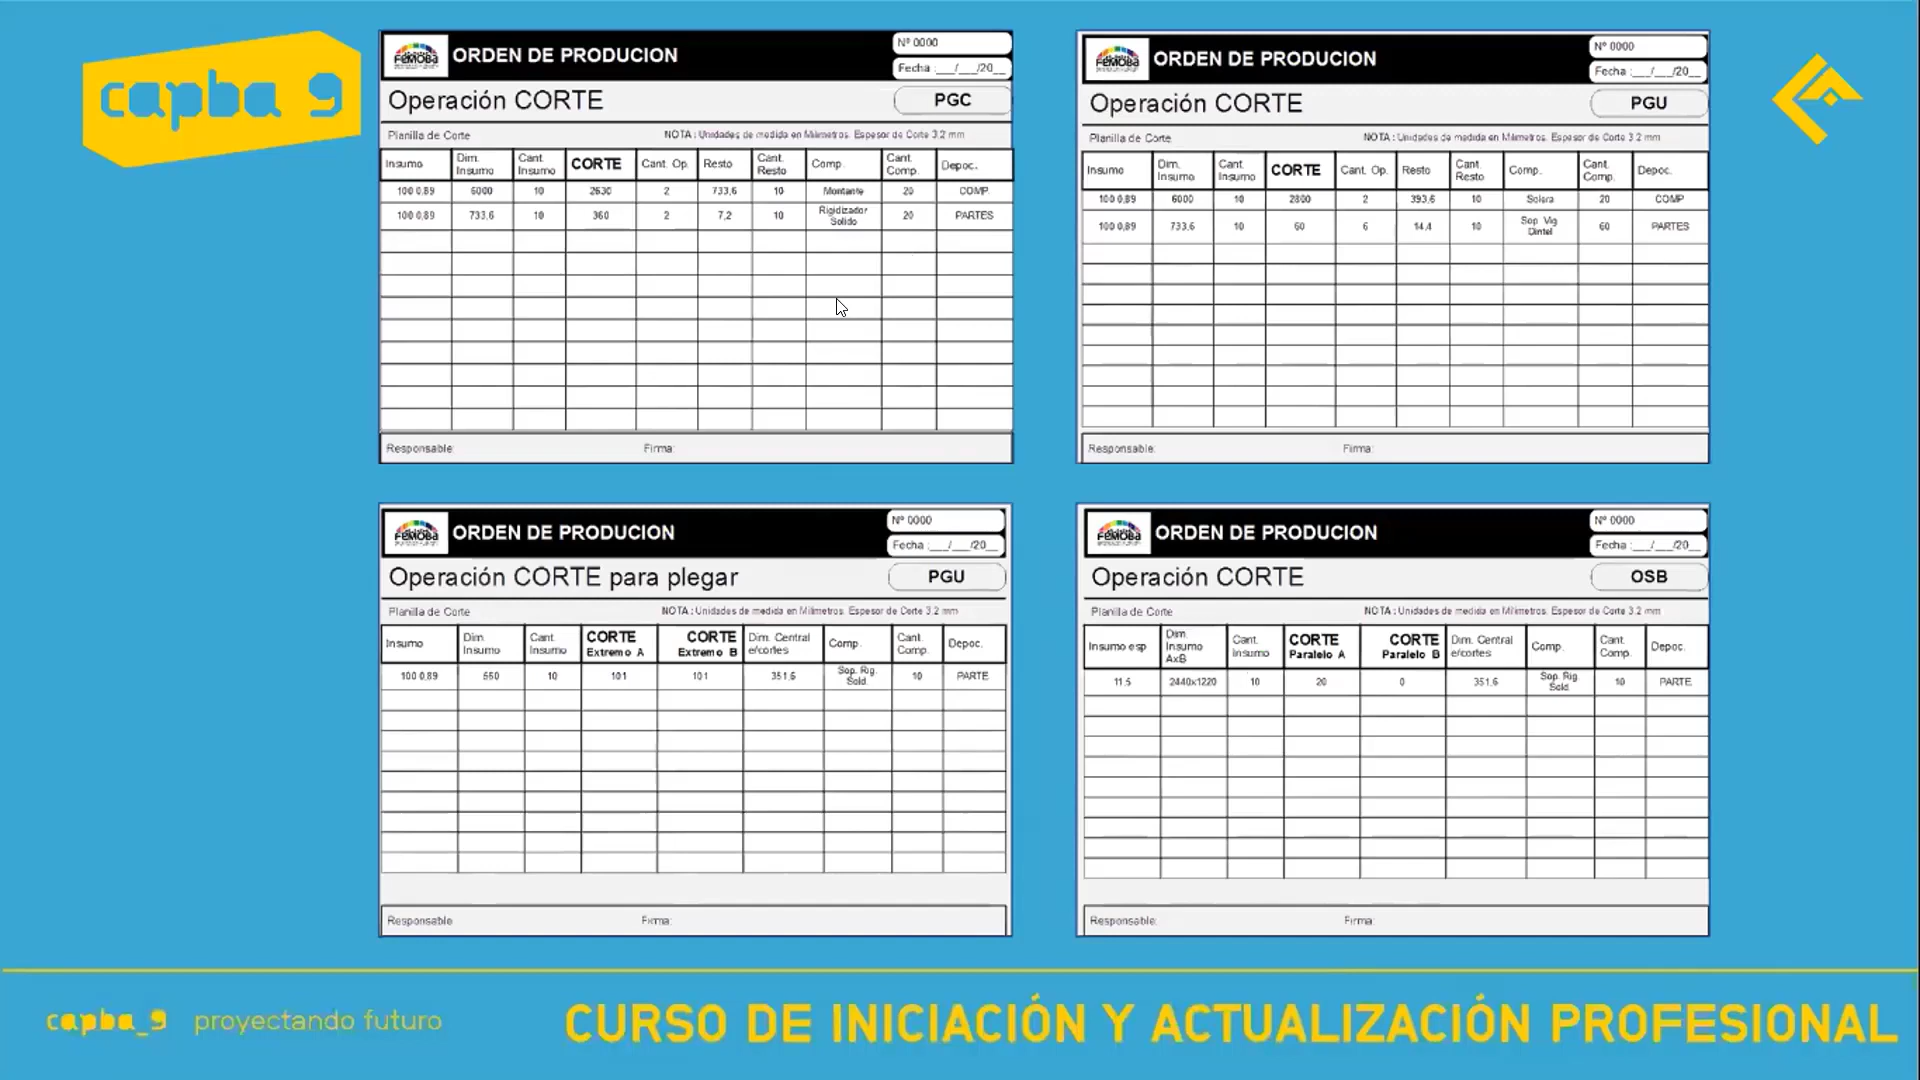 capba 9
FEMOBA
ORDEN DE PRODUCION
Nº 0000
Fecha :___/___/20__
Operación CORTE
PGC
Planilla de Corte
NOTA : Unidades de medida en Milímetros. Espesor de Corte 3.2 mm
Insumo Dim. Insumo Cant. Insumo CORTE Cant. Op. Resto Cant. Resto Comp. Cant. Comp. Depoc.
100 0,89 6000 10 2630 2 733,6 10 Montante 20 COMP.
100 0,89 733,6 10 360 2 7,2 10 Rigidizador Solido 20 PARTES
Responsable: Firma:
FEMOBA
ORDEN DE PRODUCION
Nº 0000
Fecha :___/___/20__
Operación CORTE
PGU
Planilla de Corte
NOTA : Unidades de medida en Milímetros. Espesor de Corte 3.2 mm
Insumo Dim. Insumo Cant. Insumo CORTE Cant. Op. Resto Cant. Resto Comp. Cant. Comp. Depoc.
100 0,89 6000 10 2800 2 393,6 10 Solera 20 COMP
100 0,89 733,6 10 60 6 14,4 10 Sop. Vig. Dintel 60 PARTES
Responsable: Firma:
FEMOBA
ORDEN DE PRODUCION
Nº 0000
Fecha :___/___/20__
Operación CORTE para plegar
PGU
Planilla de Corte
NOTA : Unidades de medida en Milímetros. Espesor de Corte 3.2 mm
Insumo Dim. Insumo Cant. Insumo CORTE Extremo A CORTE Extremo B Dim. Central e/cortes Comp. Cant. Comp. Depoc.
100 0,89 550 10 101 101 351,6 Sop. Rig. Sold. 10 PARTE
Responsable Firma:
FEMOBA
ORDEN DE PRODUCION
Nº 0000
Fecha :___/___/20__
Operación CORTE
OSB
Planilla de Corte
NOTA : Unidades de medida en Milímetros. Espesor de Corte 3.2 mm
Insumo esp Dim. Insumo AxB Cant. Insumo CORTE Paralelo A CORTE Paralelo B Dim. Central e/cortes Comp. Cant. Comp. Depoc.
11.5 2440x1220 10 20 0 351,6 Sop. Rig. Sold. 10 PARTE
Responsable: Firma:
capba_9 proyectando futuro
CURSO DE INICIACIÓN Y ACTUALIZACIÓN PROFESIONAL